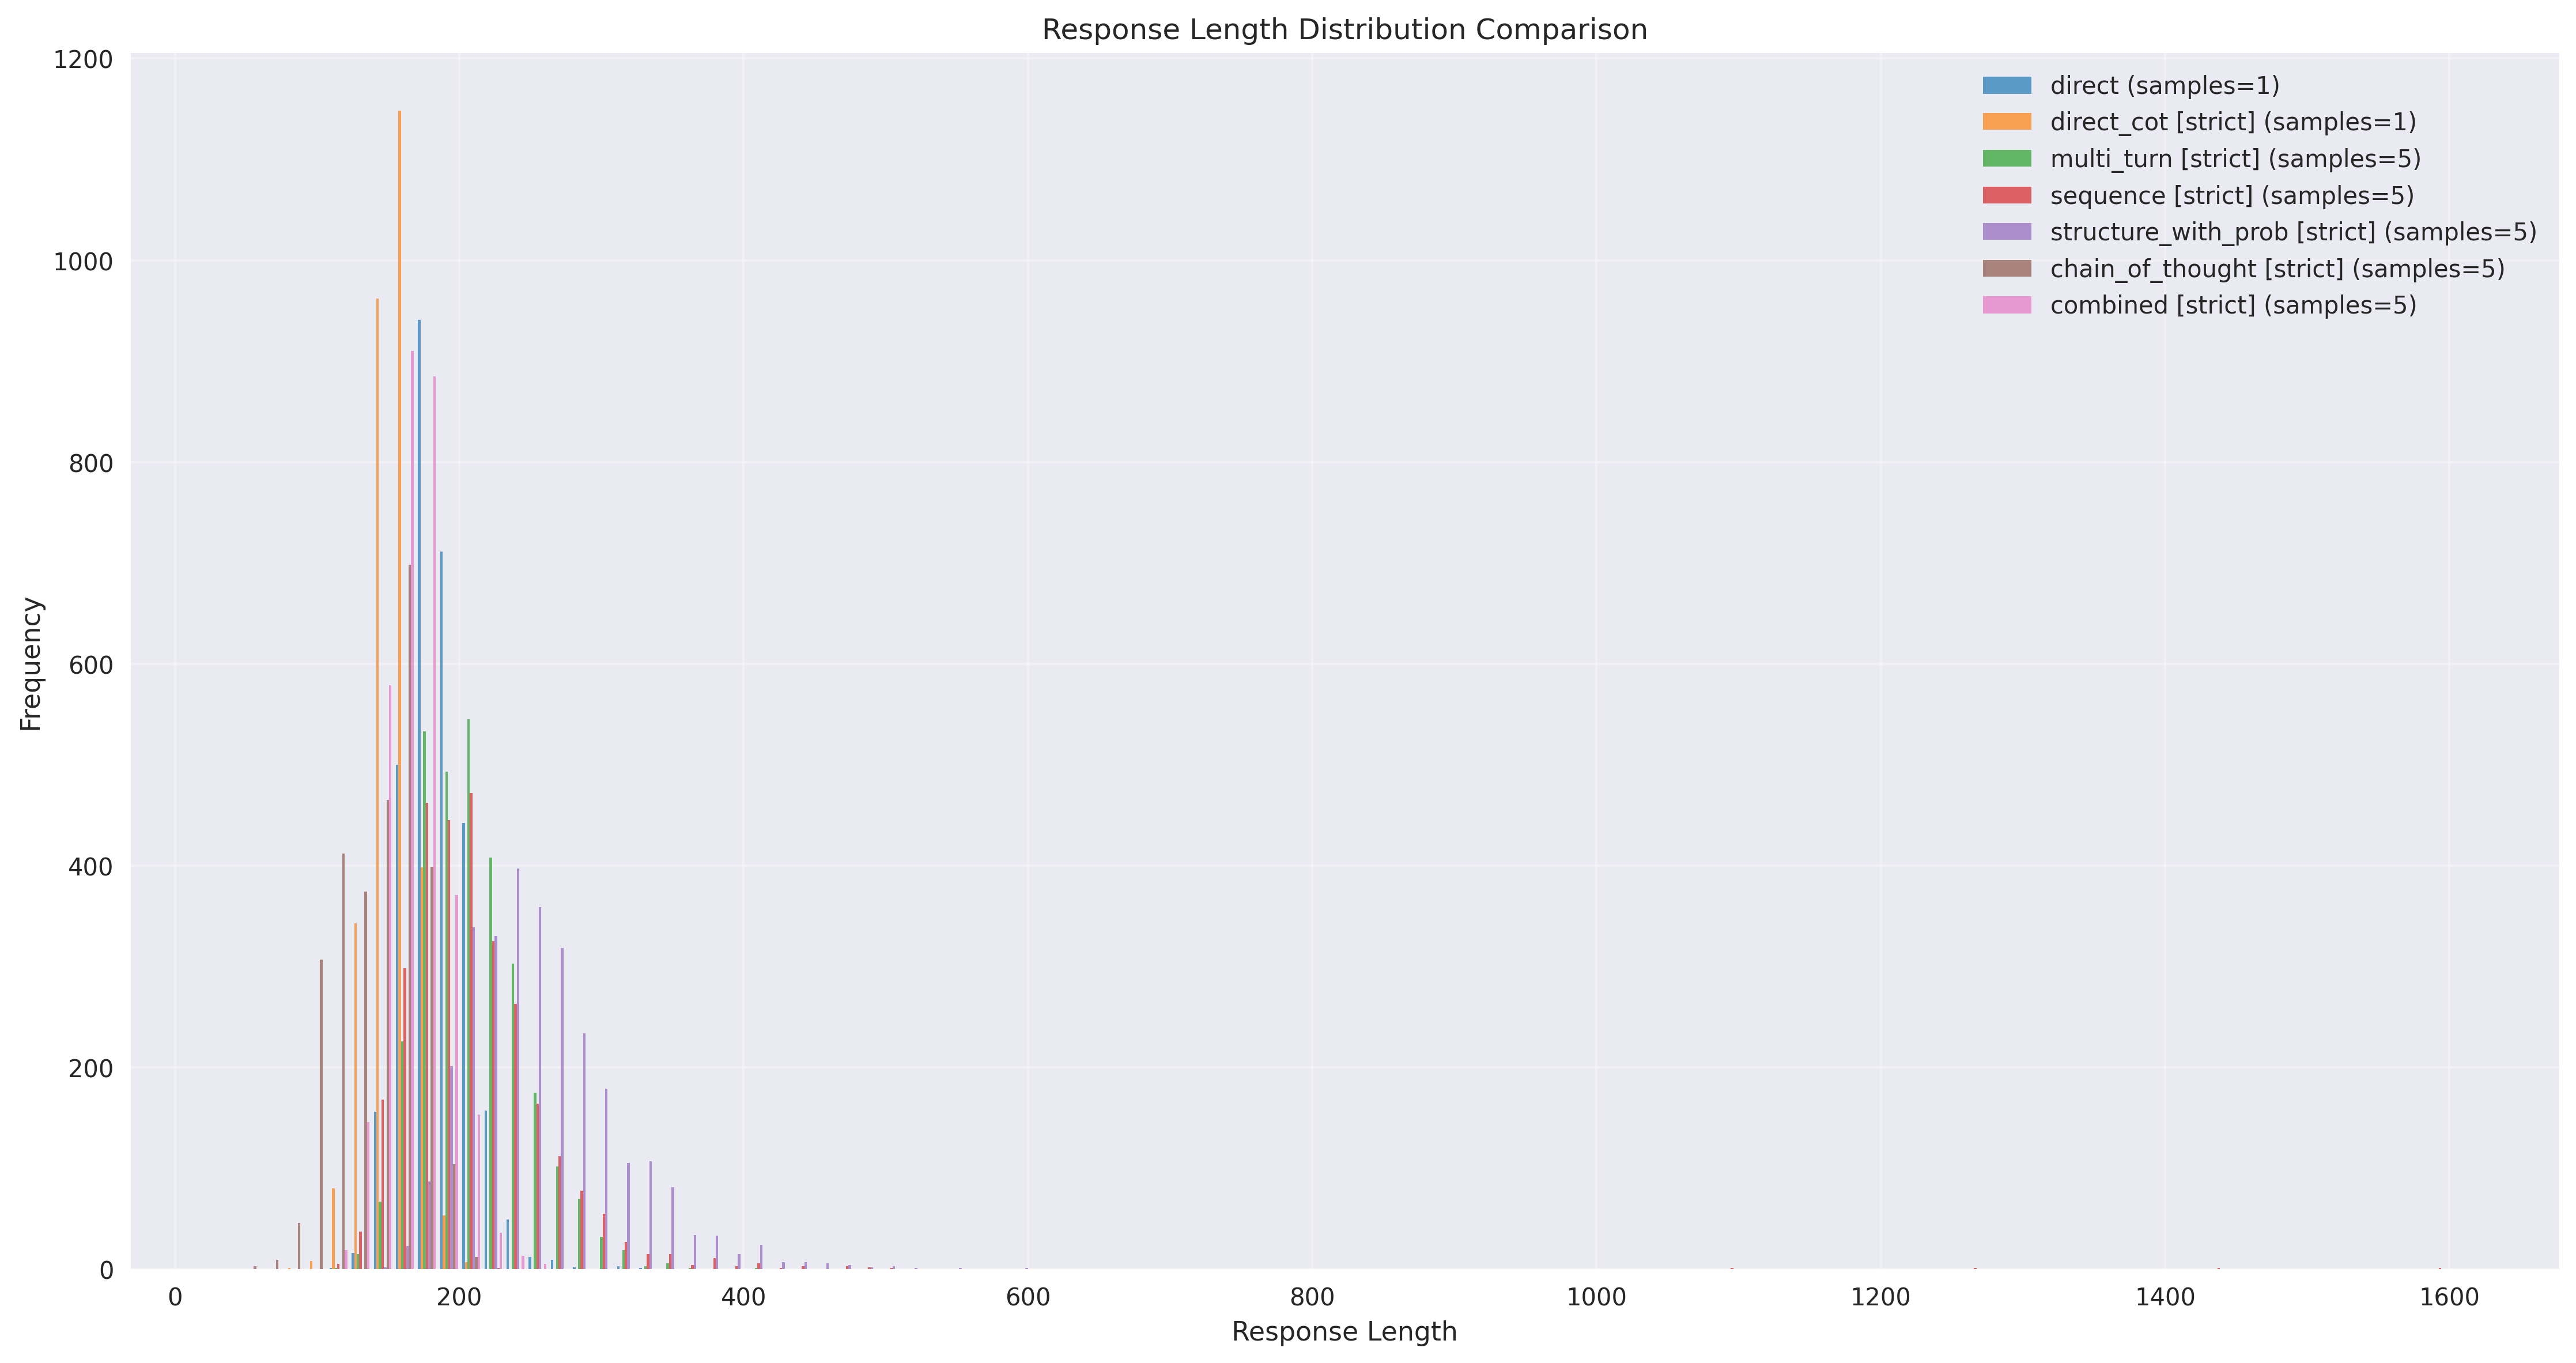 Response Length Distribution Comparison
1200
1000
800
600
400
200
0
Frequency
direct (samples=1)
direct_cot [strict] (samples=1)
multi_turn [strict] (samples=5)
sequence [strict] (samples=5)
structure_with_prob [strict] (samples=5)
chain_of_thought [strict] (samples=5)
combined [strict] (samples=5)
0 200 400 600 800 1000 1200 1400 1600
Response Length